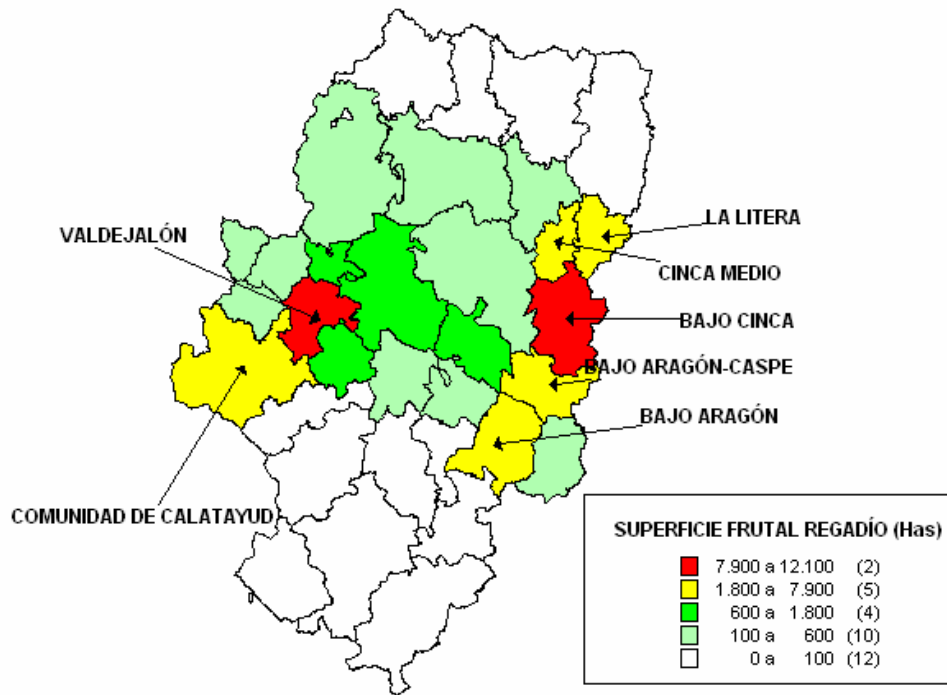 LA LITERA
VALDEJALÓN
CINCA MEDIO
BAJO CINCA
BAJO ARAGÓN-CASPE
BAJO ARAGÓN
COMUNIDAD DE CALATAYUD
SUPERFICIE FRUTAL REGADÍO (Has)
7.900 a 12.100 (2)
1.800 a 7.900 (5)
600 a 1.800 (4)
100 a 600 (10)
0 a 100 (12)